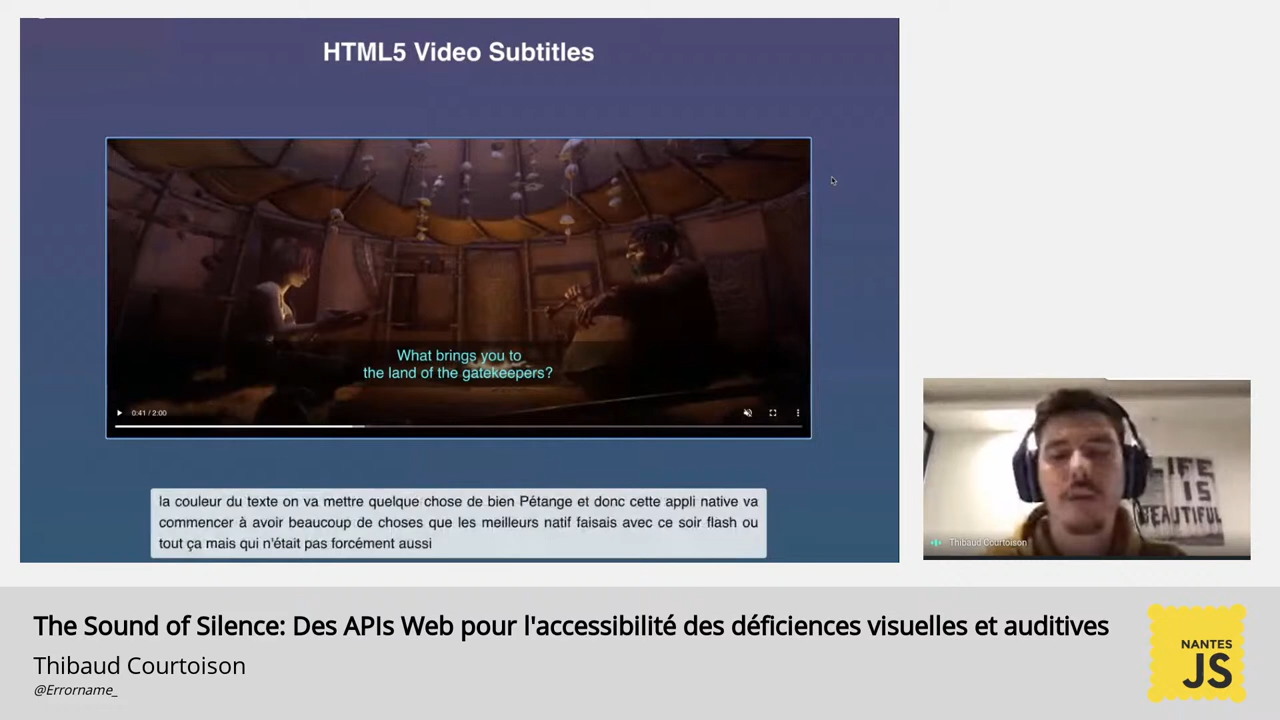 HTML5 Video Subtitles
What brings you to
the land of the gatekeepers?
0:41 / 2:00
la couleur du texte on va mettre quelque chose de bien Pétange et donc cette appli native va
commencer à avoir beaucoup de choses que les meilleurs natif faisais avec ce soir flash ou
tout ça mais qui n'était pas forcément aussi
LIFE
IS
BEAUTIFUL
Thibaud Courtoison
The Sound of Silence: Des APIs Web pour l'accessibilité des déficiences visuelles et auditives
Thibaud Courtoison
@Errorname_
NANTES
JS